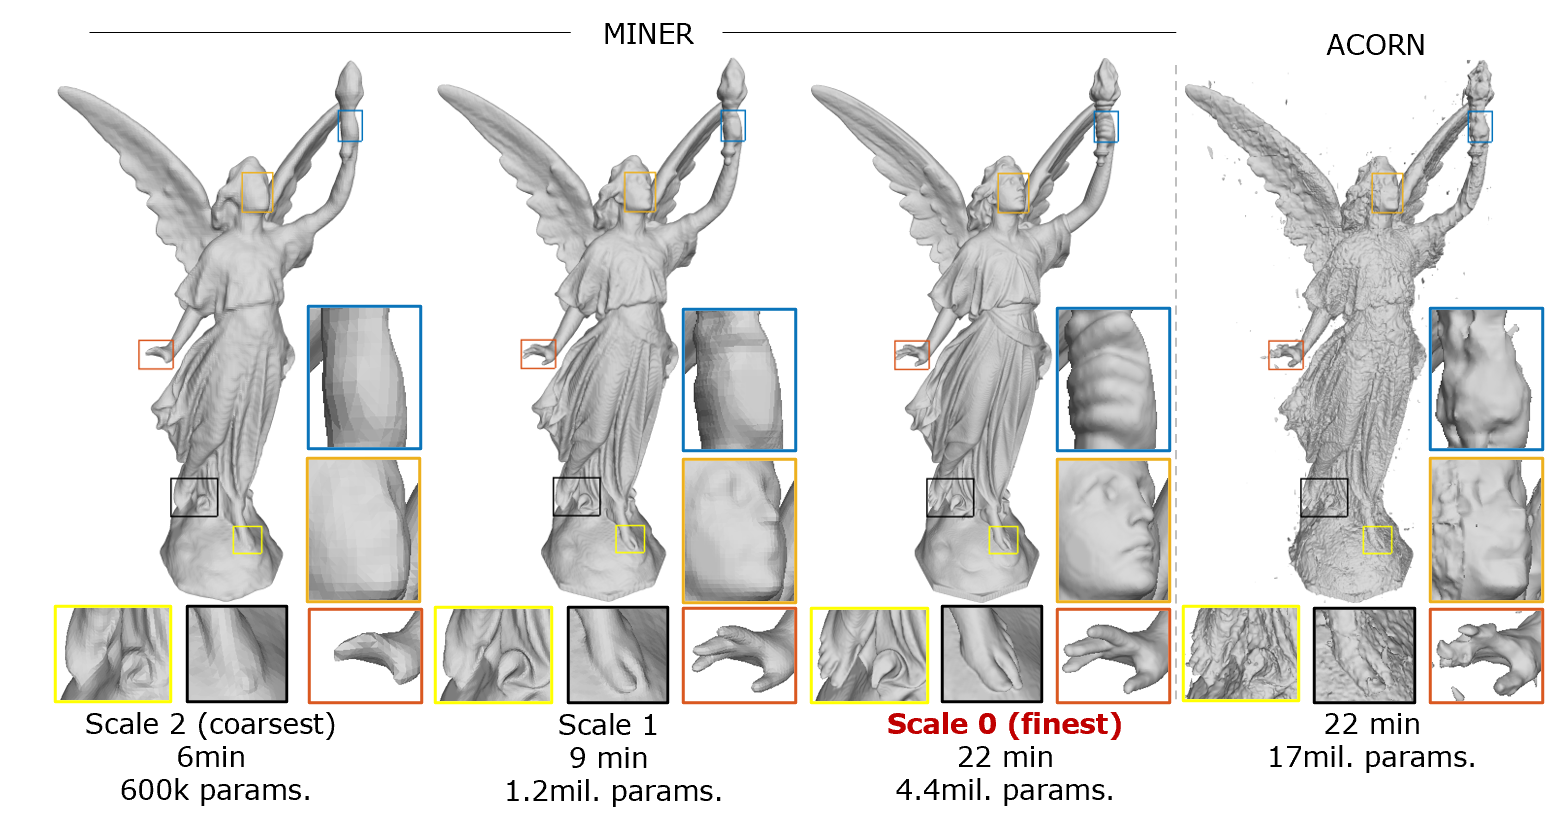 MINER
ACORN
Scale 2 (coarsest)
6min
600k params.
Scale 1
9 min
1.2mil. params.
Scale 0 (finest)
22 min
4.4mil. params.
22 min
17mil. params.